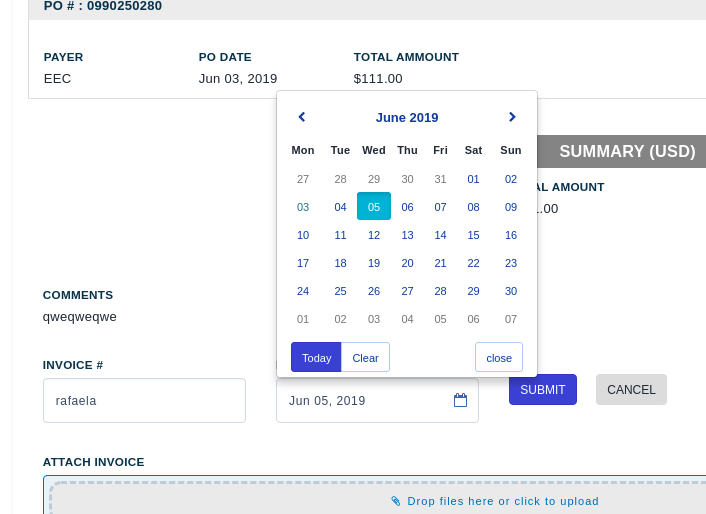 PO # : 0990250280
PAYER PO DATE TOTAL AMMOUNT
EEC Jun 03, 2019 $111.00
June 2019
Mon Tue Wed Thu Fri Sat Sun
27 28 29 30 31 01 02
03 04 05 06 07 08 09
10 11 12 13 14 15 16
17 18 19 20 21 22 23
24 25 26 27 28 29 30
01 02 03 04 05 06 07
Today Clear close
SUMMARY (USD)
AL AMOUNT
.00
COMMENTS
qweqweqwe
INVOICE #
rafaela Jun 05, 2019 SUBMIT CANCEL
ATTACH INVOICE
Drop files here or click to upload